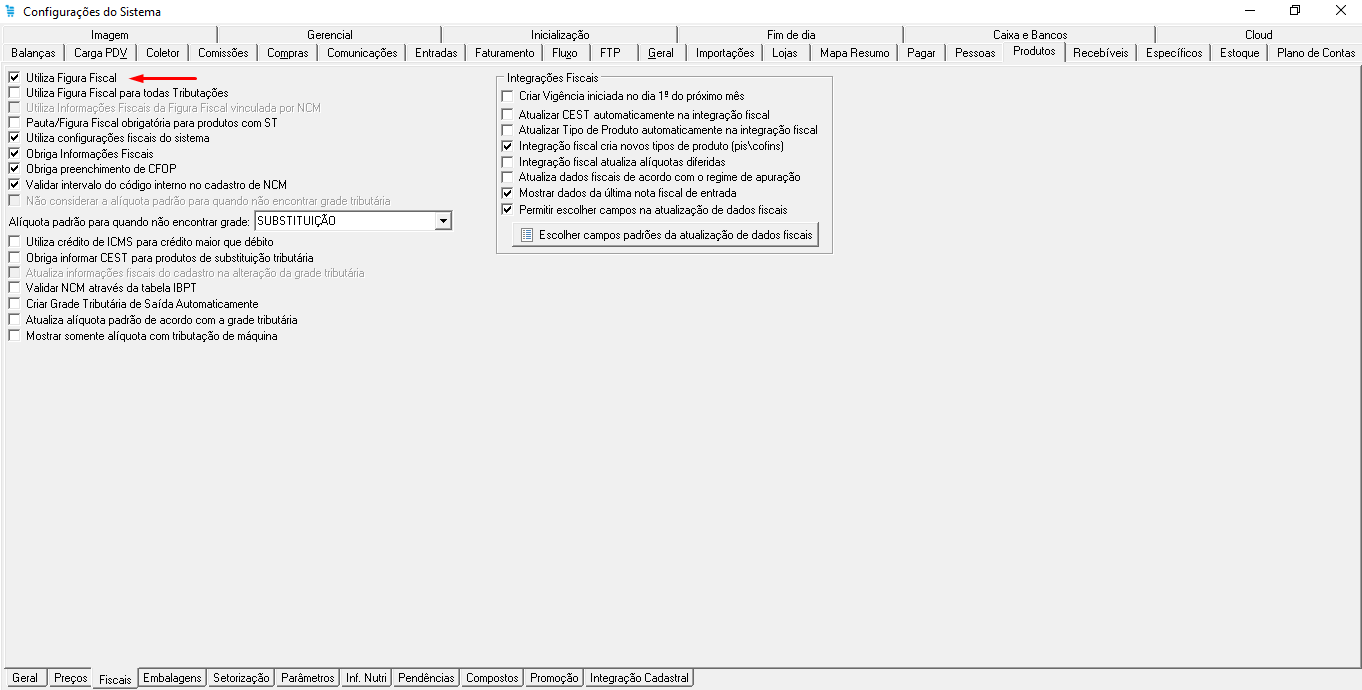 Configurações do Sistema
Imagem Gerencial Inicialização Fim de dia Caixa e Bancos Cloud
Balanças Carga PDV Coletor Comissões Compras Comunicações Entradas Faturamento Fluxo FTP Geral Importações Lojas Mapa Resumo Pagar Pessoas Produtos Recebíveis Específicos Estoque Plano de Contas
Utiliza Figura Fiscal
Utiliza Figura Fiscal para todas Tributações
Utiliza Informações Fiscais da Figura Fiscal vinculada por NCM
Pauta/Figura Fiscal obrigatória para produtos com ST
Utiliza configurações fiscais do sistema
Obriga Informações Fiscais
Obriga preenchimento de CFOP
Validar intervalo do código interno no cadastro de NCM
Não considerar a alíquota padrão para quando não encontrar grade tributária
Alíquota padrão para quando não encontrar grade: SUBSTITUIÇÃO
Utiliza crédito de ICMS para crédito maior que débito
Obriga informar CEST para produtos de substituição tributária
Atualiza informações fiscais do cadastro na alteração da grade tributária
Validar NCM através da tabela IBPT
Criar Grade Tributária de Saída Automaticamente
Atualiza alíquota padrão de acordo com a grade tributária
Mostrar somente alíquota com tributação de máquina
Integrações Fiscais
Criar Vigência iniciada no dia 1º do próximo mês
Atualizar CEST automaticamente na integração fiscal
Atualizar Tipo de Produto automaticamente na integração fiscal
Integração fiscal cria novos tipos de produto (pis\cofins)
Integração fiscal atualiza alíquotas diferidas
Atualiza dados fiscais de acordo com o regime de apuração
Mostrar dados da última nota fiscal de entrada
Permitir escolher campos na atualização de dados fiscais
Escolher campos padrões da atualização de dados fiscais
Geral Preços Fiscais Embalagens Setorização Parâmetros Inf. Nutri Pendências Compostos Promoção Integração Cadastral